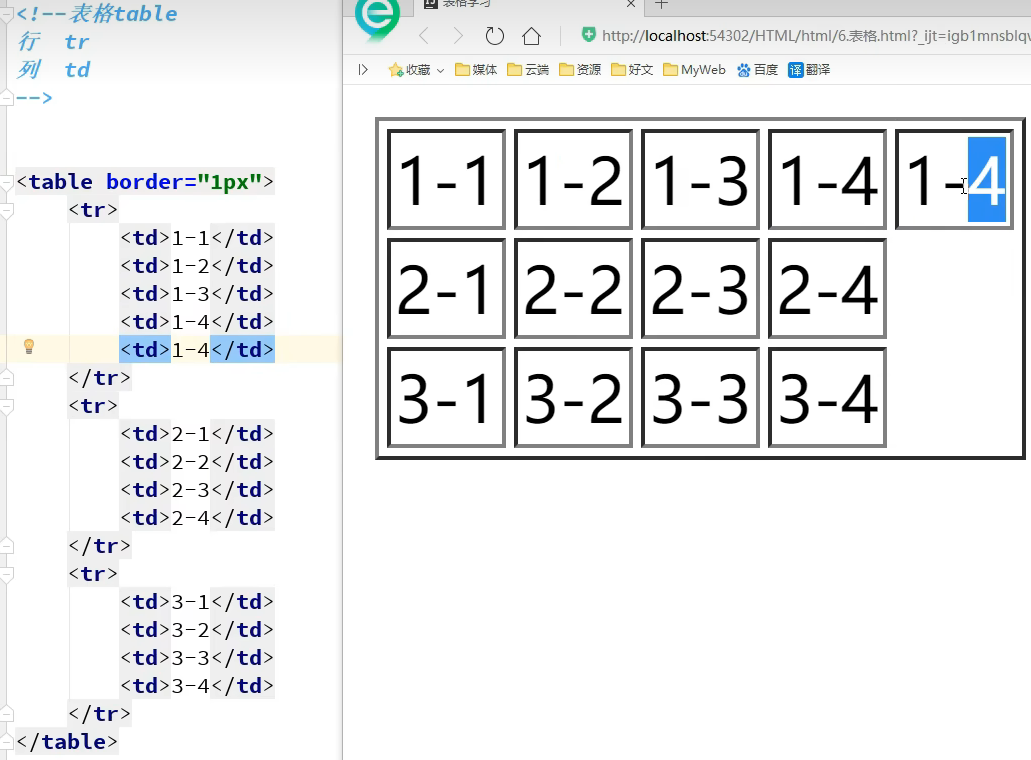 <!--表格table
行  tr
列  td
-->
<table border="1px">
<tr>
<td>1-1</td>
<td>1-2</td>
<td>1-3</td>
<td>1-4</td>
<td>1-4</td>
</tr>
<tr>
<td>2-1</td>
<td>2-2</td>
<td>2-3</td>
<td>2-4</td>
</tr>
<tr>
<td>3-1</td>
<td>3-2</td>
<td>3-3</td>
<td>3-4</td>
</tr>
</table>
表格学习
http://localhost:54302/HTML/html/6.表格.html?_ijt=igb1mnsblqv
收藏 媒体 云端 资源 好文 MyWeb 百度 译 翻译
1-1 1-2 1-3 1-4 1-4
2-1 2-2 2-3 2-4
3-1 3-2 3-3 3-4